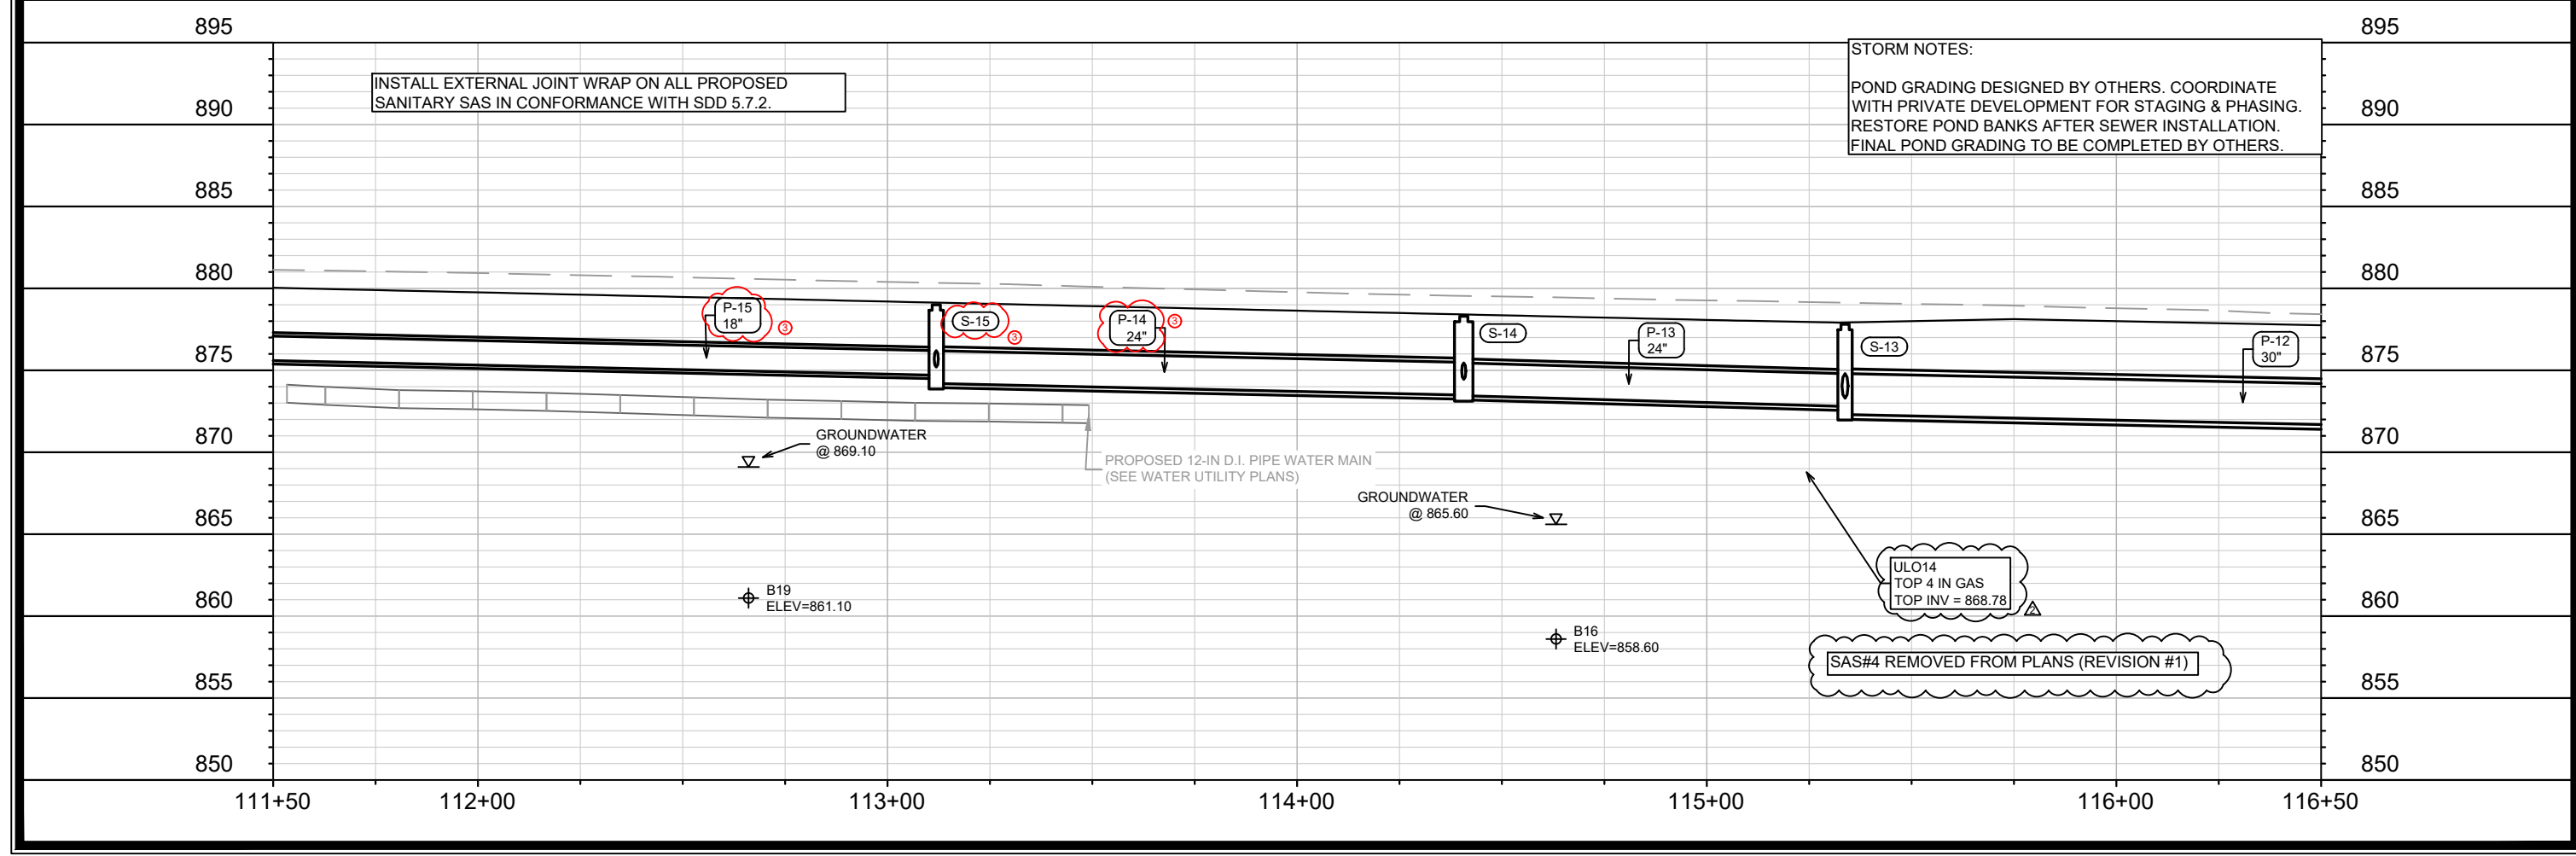 895
895
STORM NOTES:
POND GRADING DESIGNED BY OTHERS. COORDINATE
WITH PRIVATE DEVELOPMENT FOR STAGING & PHASING.
RESTORE POND BANKS AFTER SEWER INSTALLATION.
FINAL POND GRADING TO BE COMPLETED BY OTHERS.
INSTALL EXTERNAL JOINT WRAP ON ALL PROPOSED
SANITARY SAS IN CONFORMANCE WITH SDD 5.7.2.
890
890
885
885
880
880
P-15
18"
3
S-15
3
P-14
24"
3
S-14
P-13
24"
S-13
P-12
30"
875
875
870
870
GROUNDWATER
@ 869.10
PROPOSED 12-IN D.I. PIPE WATER MAIN
(SEE WATER UTILITY PLANS)
GROUNDWATER
@ 865.60
865
865
ULO14
TOP 4 IN GAS
TOP INV = 868.78
2
860
860
B19
ELEV=861.10
B16
ELEV=858.60
SAS#4 REMOVED FROM PLANS (REVISION #1)
855
855
850
850
111+50
112+00
113+00
114+00
115+00
116+00
116+50